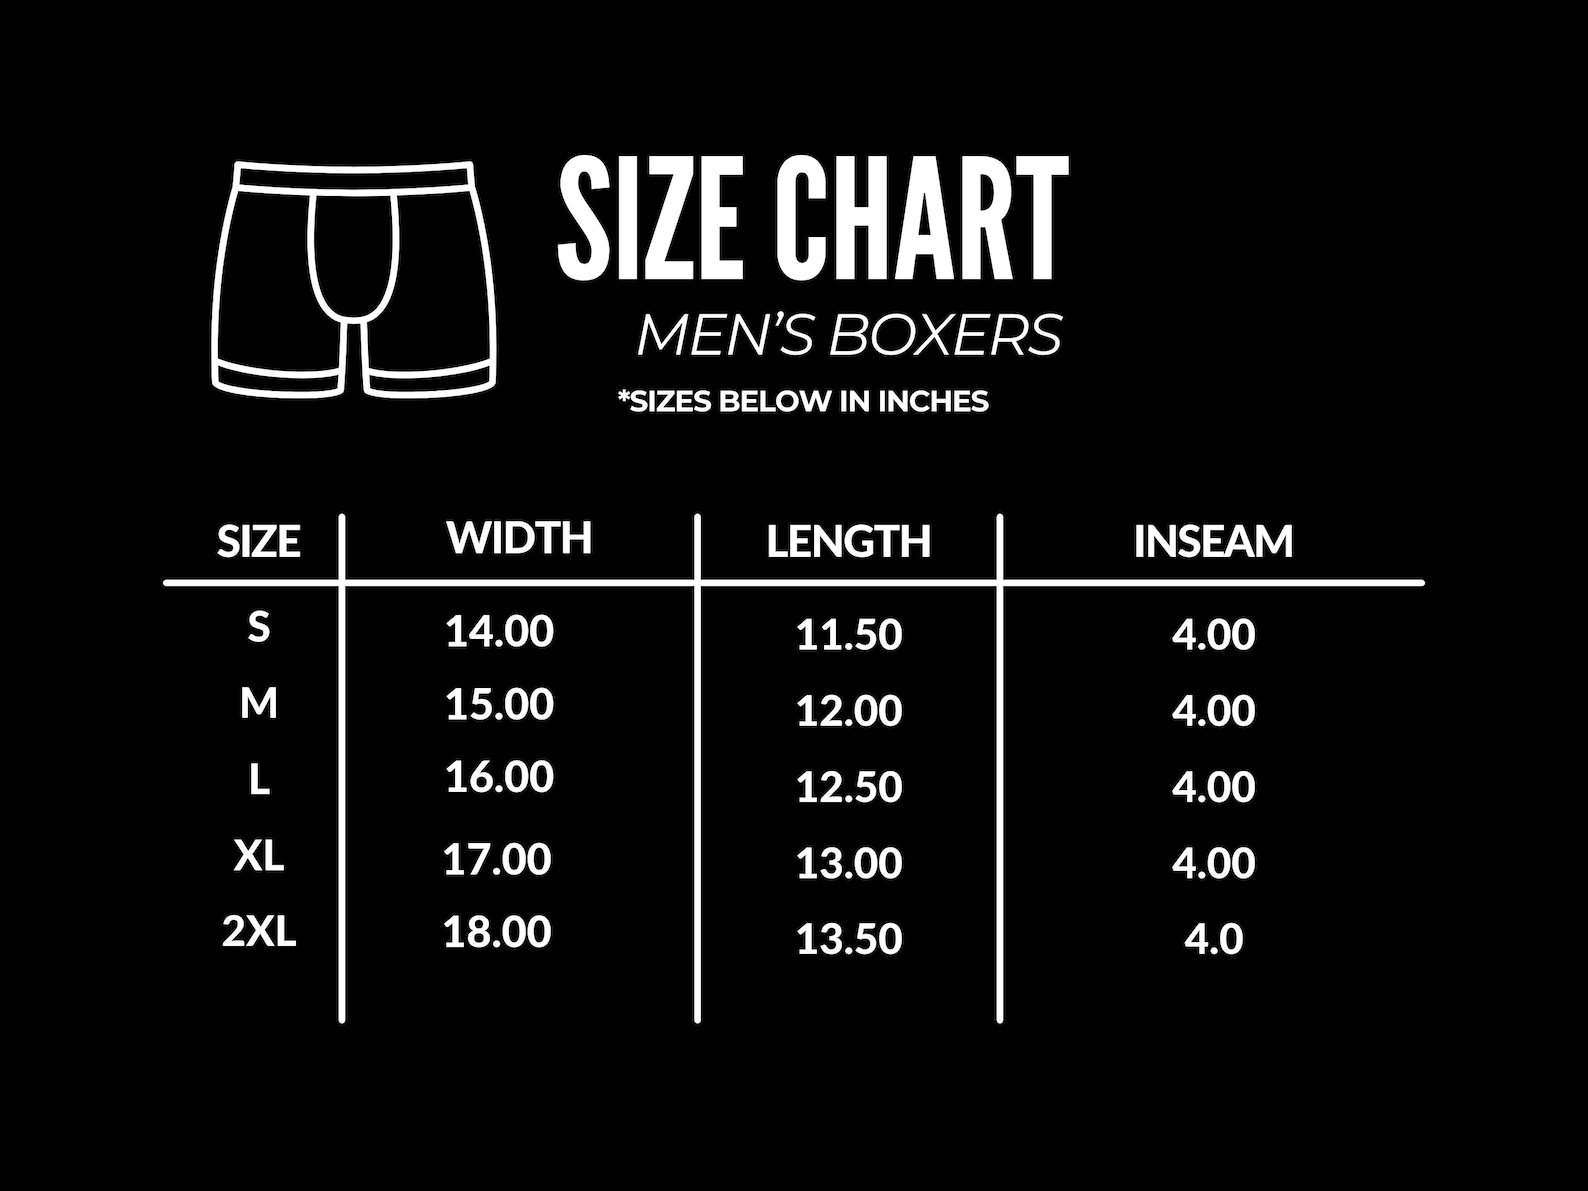 SIZE CHART
MEN'S BOXERS
*SIZES BELOW IN INCHES
SIZE WIDTH LENGTH INSEAM
S 14.00 11.50 4.00
M 15.00 12.00 4.00
L 16.00 12.50 4.00
XL 17.00 13.00 4.00
2XL 18.00 13.50 4.0